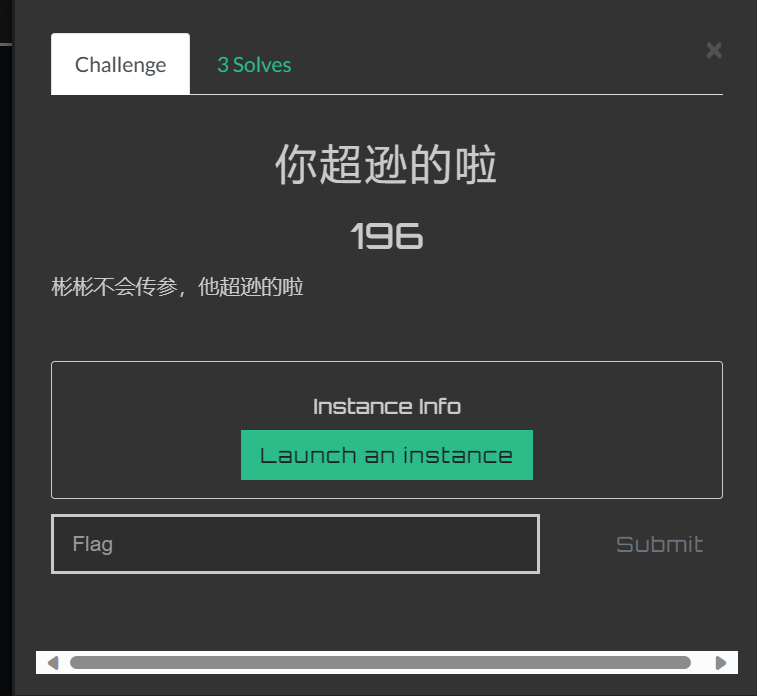 Challenge
3 Solves
×
你超逊的啦
196
彬彬不会传参，他超逊的啦
Instance Info
Launch an instance
Flag
Submit